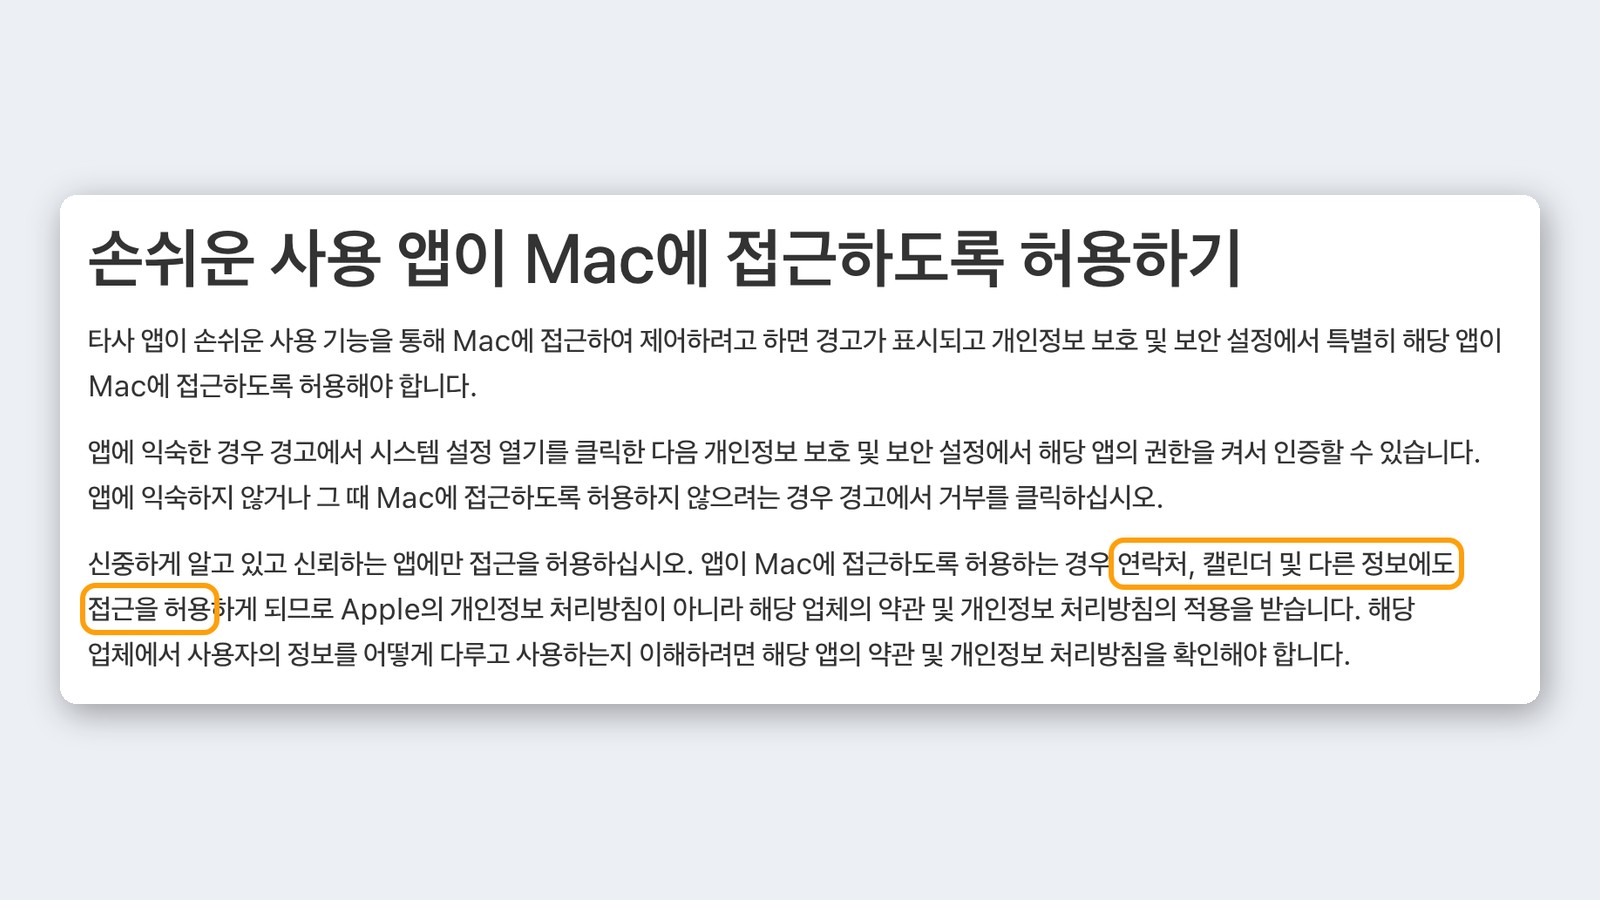 손쉬운 사용 앱이 Mac에 접근하도록 허용하기
타사 앱이 손쉬운 사용 기능을 통해 Mac에 접근하여 제어하려고 하면 경고가 표시되고 개인정보 보호 및 보안 설정에서 특별히 해당 앱이
Mac에 접근하도록 허용해야 합니다.
앱에 익숙한 경우 경고에서 시스템 설정 열기를 클릭한 다음 개인정보 보호 및 보안 설정에서 해당 앱의 권한을 켜서 인증할 수 있습니다.
앱에 익숙하지 않거나 그 때 Mac에 접근하도록 허용하지 않으려는 경우 경고에서 거부를 클릭하십시오.
신중하게 알고 있고 신뢰하는 앱에만 접근을 허용하십시오. 앱이 Mac에 접근하도록 허용하는 경우 연락처, 캘린더 및 다른 정보에도
접근을 허용하게 되므로 Apple의 개인정보 처리방침이 아니라 해당 업체의 약관 및 개인정보 처리방침의 적용을 받습니다. 해당
업체에서 사용자의 정보를 어떻게 다루고 사용하는지 이해하려면 해당 앱의 약관 및 개인정보 처리방침을 확인해야 합니다.